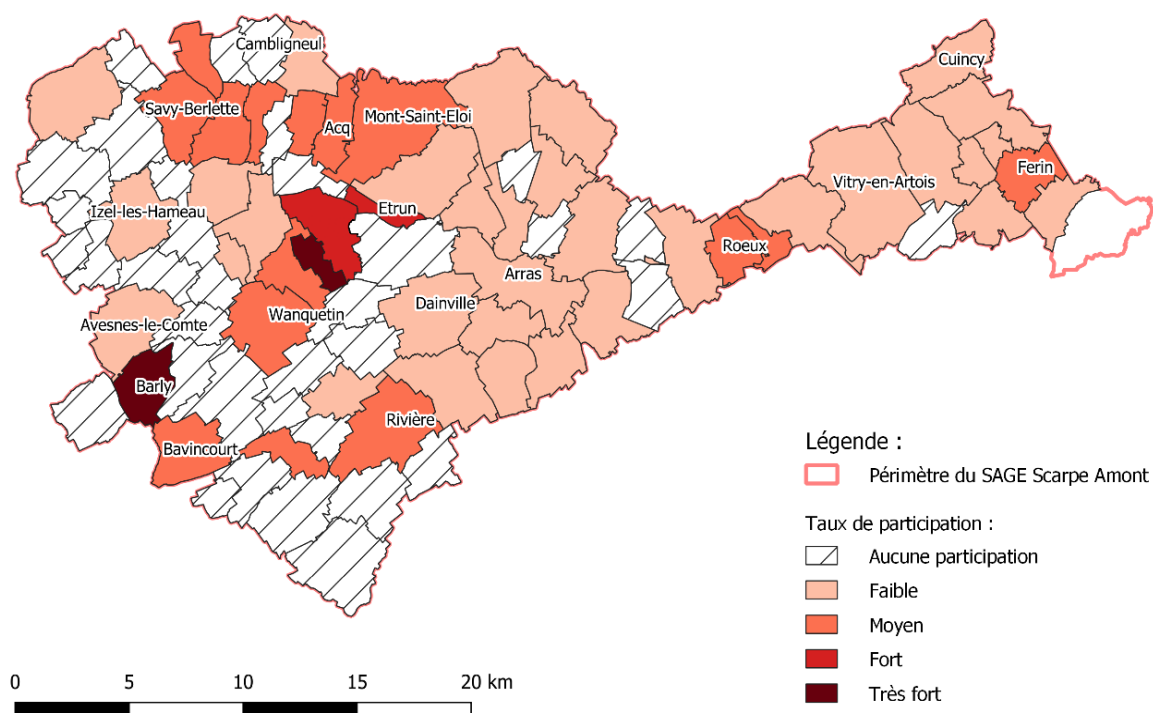 Cambligneul
Cuincy
Savy-Berlette
Mont-Saint-Eloi
Acq
Ferin
Vitry-en-Artois
Izel-les-Hameau
Etrun
Roeux
Arras
Dainville
Wanquetin
Avesnes-le-Comte
Barly
Rivière
Bavincourt
Légende :
Périmètre du SAGE Scarpe Amont
Taux de participation :
Aucune participation
Faible
Moyen
Fort
Très fort
0 5 10 15 20 km